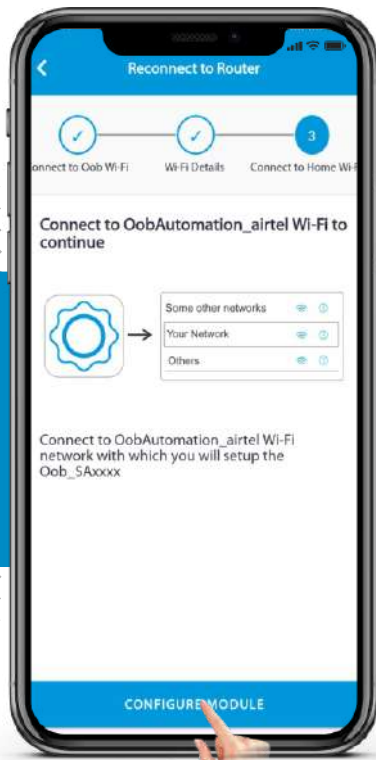 Reconnect to Router
3
onnect to Oob Wi-Fi
Wi-Fi Details
Connect to Home Wi-F
Connect to OobAutomation_airtel Wi-Fi to
continue
Some other networks
Your Network
Others
Connect to OobAutomation_airtel Wi-Fi
network with which you will setup the
Oob_SAxxxx
CONFIGURE MODULE